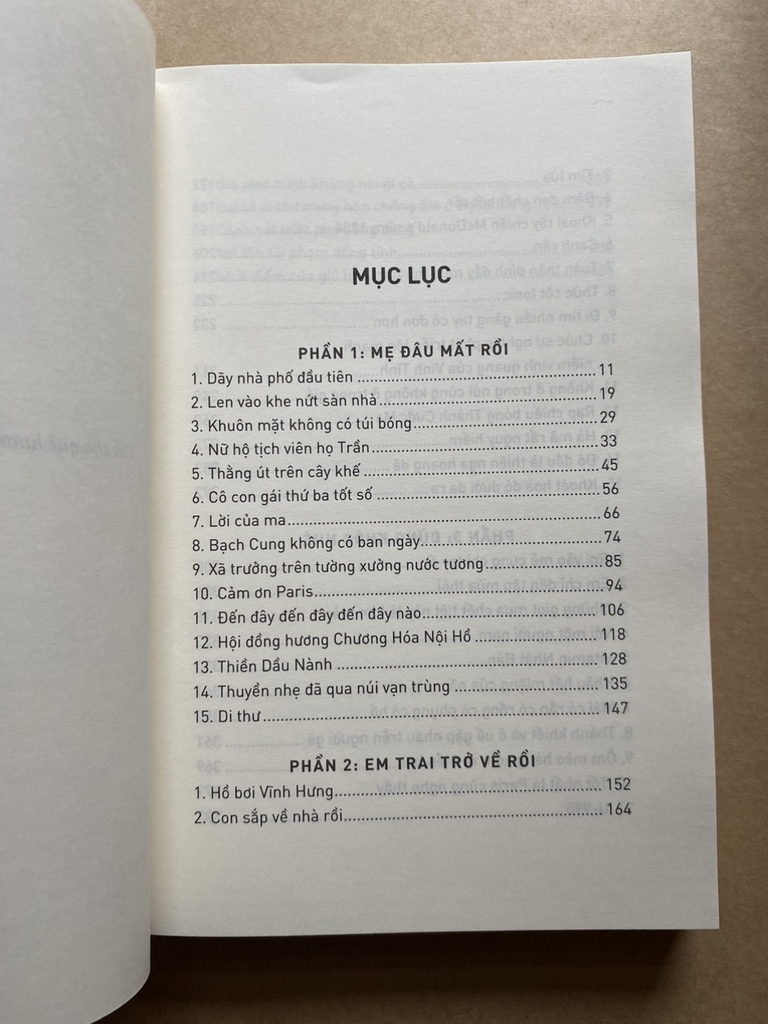 MỤC LỤC
PHẦN 1: MẸ ĐÂU MẤT RỒI
1. Dãy nhà phố đầu tiên ........ 11
2. Len vào khe nứt sàn nhà ........ 19
3. Khuôn mặt không có túi bóng ........ 29
4. Nữ hộ tịch viên họ Trần ........ 33
5. Thằng út trên cây khế ........ 45
6. Cô con gái thứ ba tốt số ........ 56
7. Lời của ma ........ 66
8. Bạch Cung không có ban ngày ........ 74
9. Xã trưởng trên tường xưởng nước tương ........ 85
10. Cảm ơn Paris ........ 94
11. Đến đây đến đây đến đây nào ........ 106
12. Hội đồng hương Chương Hóa Nội Hồ ........ 118
13. Thiền Dầu Nành ........ 128
14. Thuyền nhẹ đã qua núi vạn trùng ........ 135
15. Di thư ........ 147
PHẦN 2: EM TRAI TRỞ VỀ RỒI
1. Hồ bơi Vĩnh Hưng ........ 152
2. Con sắp về nhà rồi ........ 164